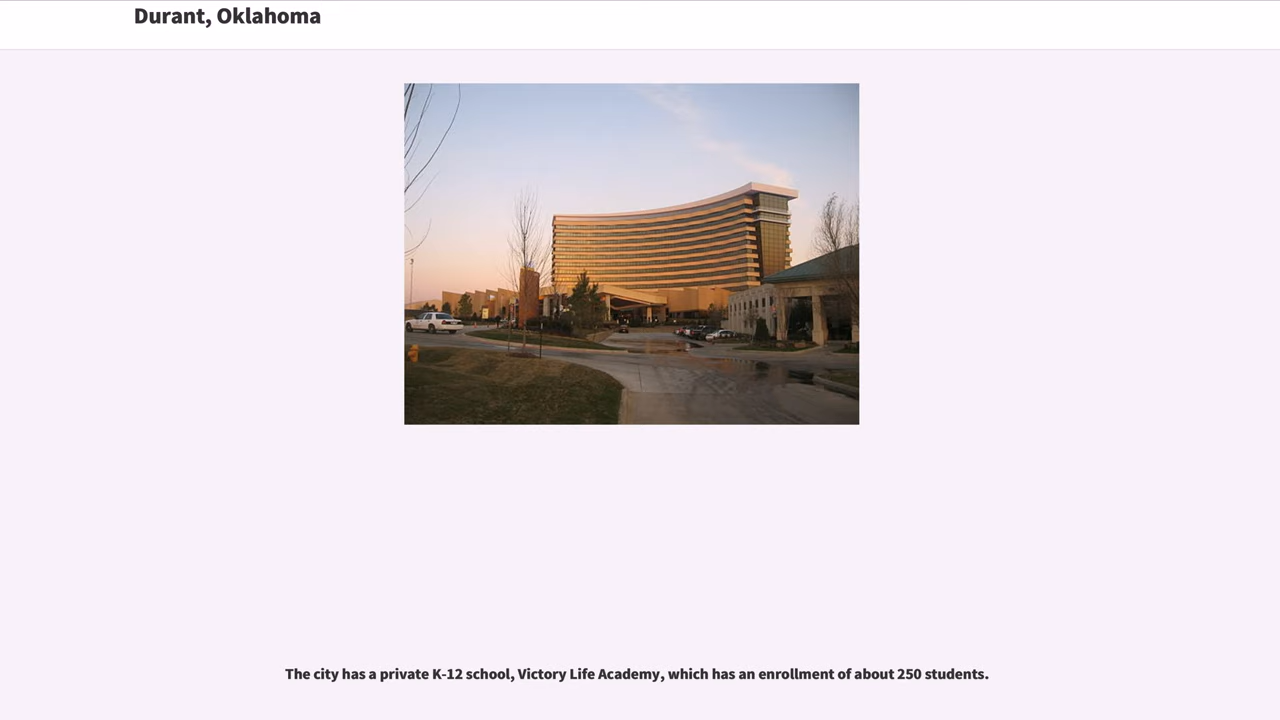 Durant, Oklahoma
The city has a private K-12 school, Victory Life Academy, which has an enrollment of about 250 students.